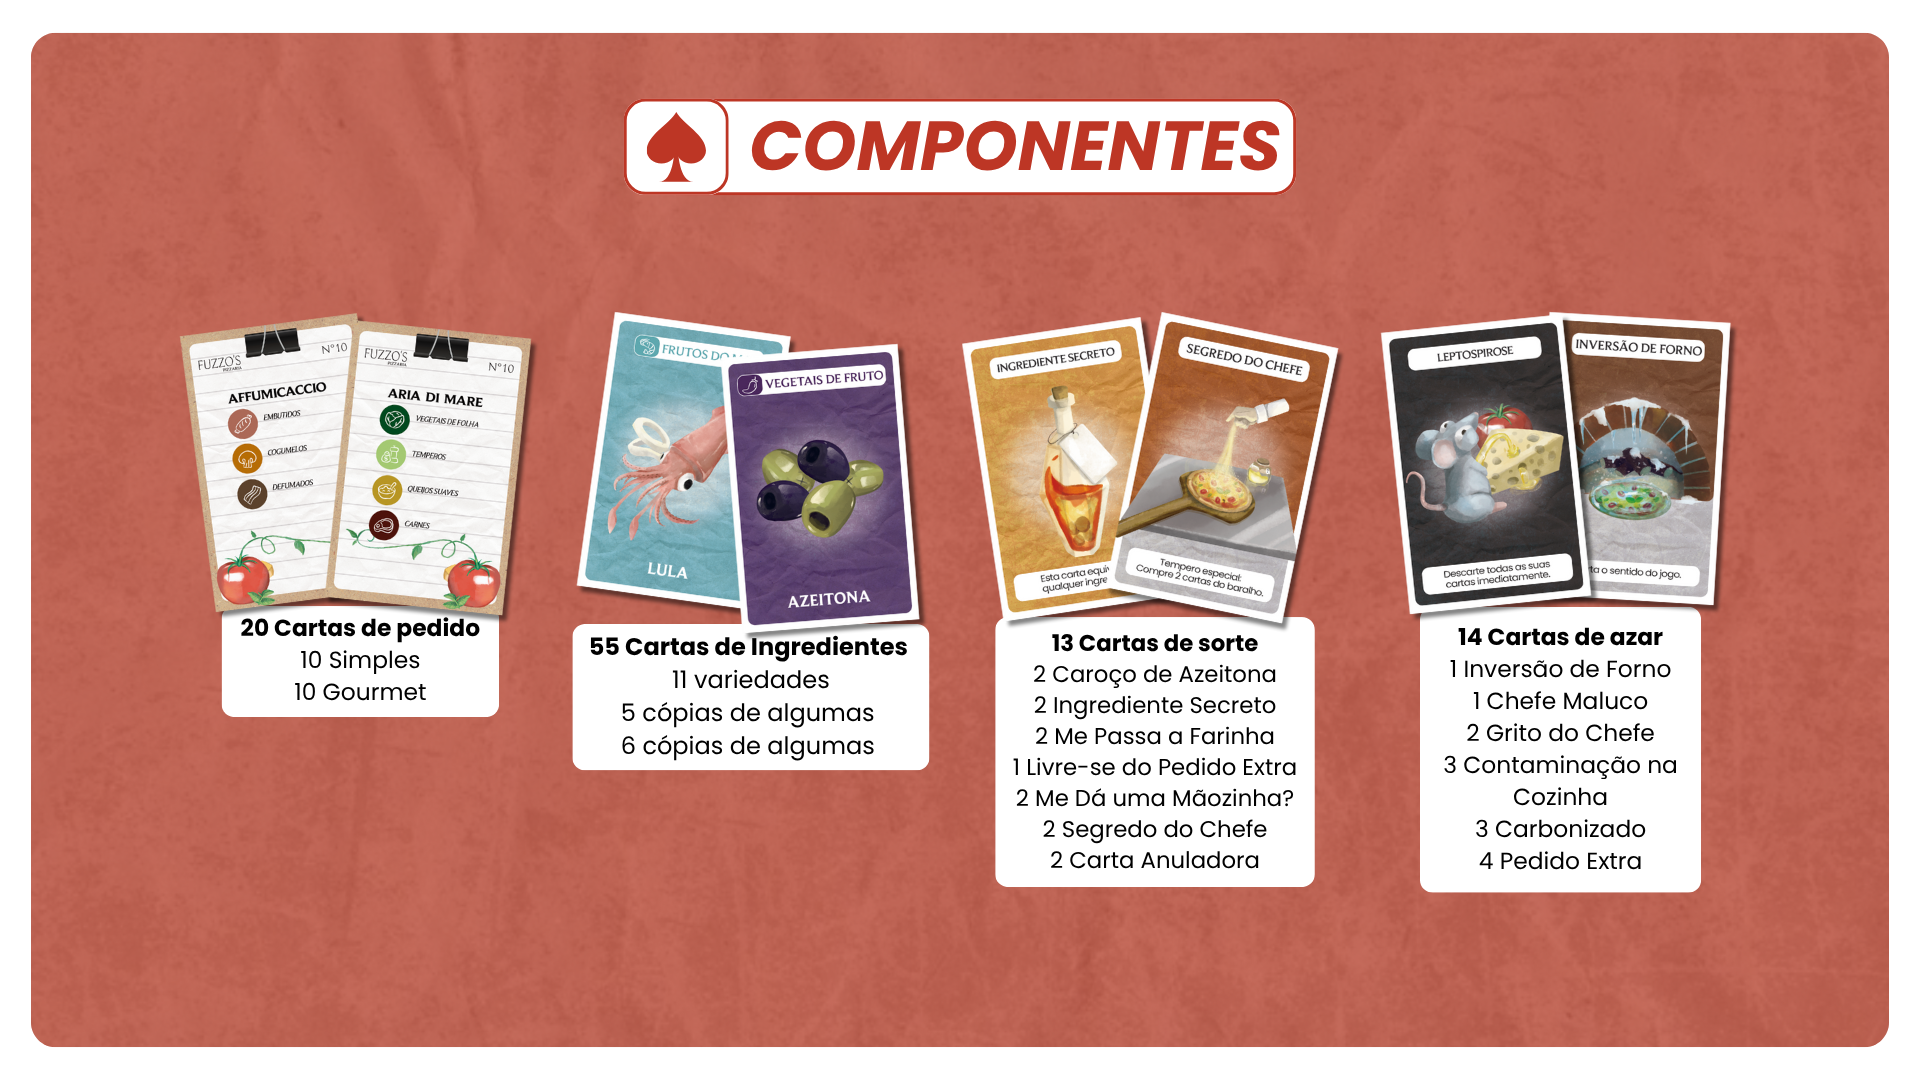 COMPONENTES
FUZZO'S
PIZZARIA
N°10
AFFUMICACCIO
EMBUTIDOS
COGUMELOS
DEFUMADOS
FUZZO'S
PIZZARIA
N°10
ARIA DI MARE
VEGETAIS DE FOLHA
TEMPEROS
QUEIJOS SUAVES
CARNES
20 Cartas de pedido
10 Simples
10 Gourmet
FRUTOS DO
LULA
VEGETAIS DE FRUTO
AZEITONA
55 Cartas de Ingredientes
11 variedades
5 cópias de algumas
6 cópias de algumas
INGREDIENTE SECRETO
Esta carta equi
qualquer ingre
SEGREDO DO CHEFE
Tempero especial:
Compre 2 cartas do baralho.
13 Cartas de sorte
2 Caroço de Azeitona
2 Ingrediente Secreto
2 Me Passa a Farinha
1 Livre-se do Pedido Extra
2 Me Dá uma Mãozinha?
2 Segredo do Chefe
2 Carta Anuladora
LEPTOSPIROSE
Descarte todas as suas
cartas imediatamente.
INVERSÃO DE FORNO
ta o sentido do jogo.
14 Cartas de azar
1 Inversão de Forno
1 Chefe Maluco
2 Grito do Chefe
3 Contaminação na
Cozinha
3 Carbonizado
4 Pedido Extra